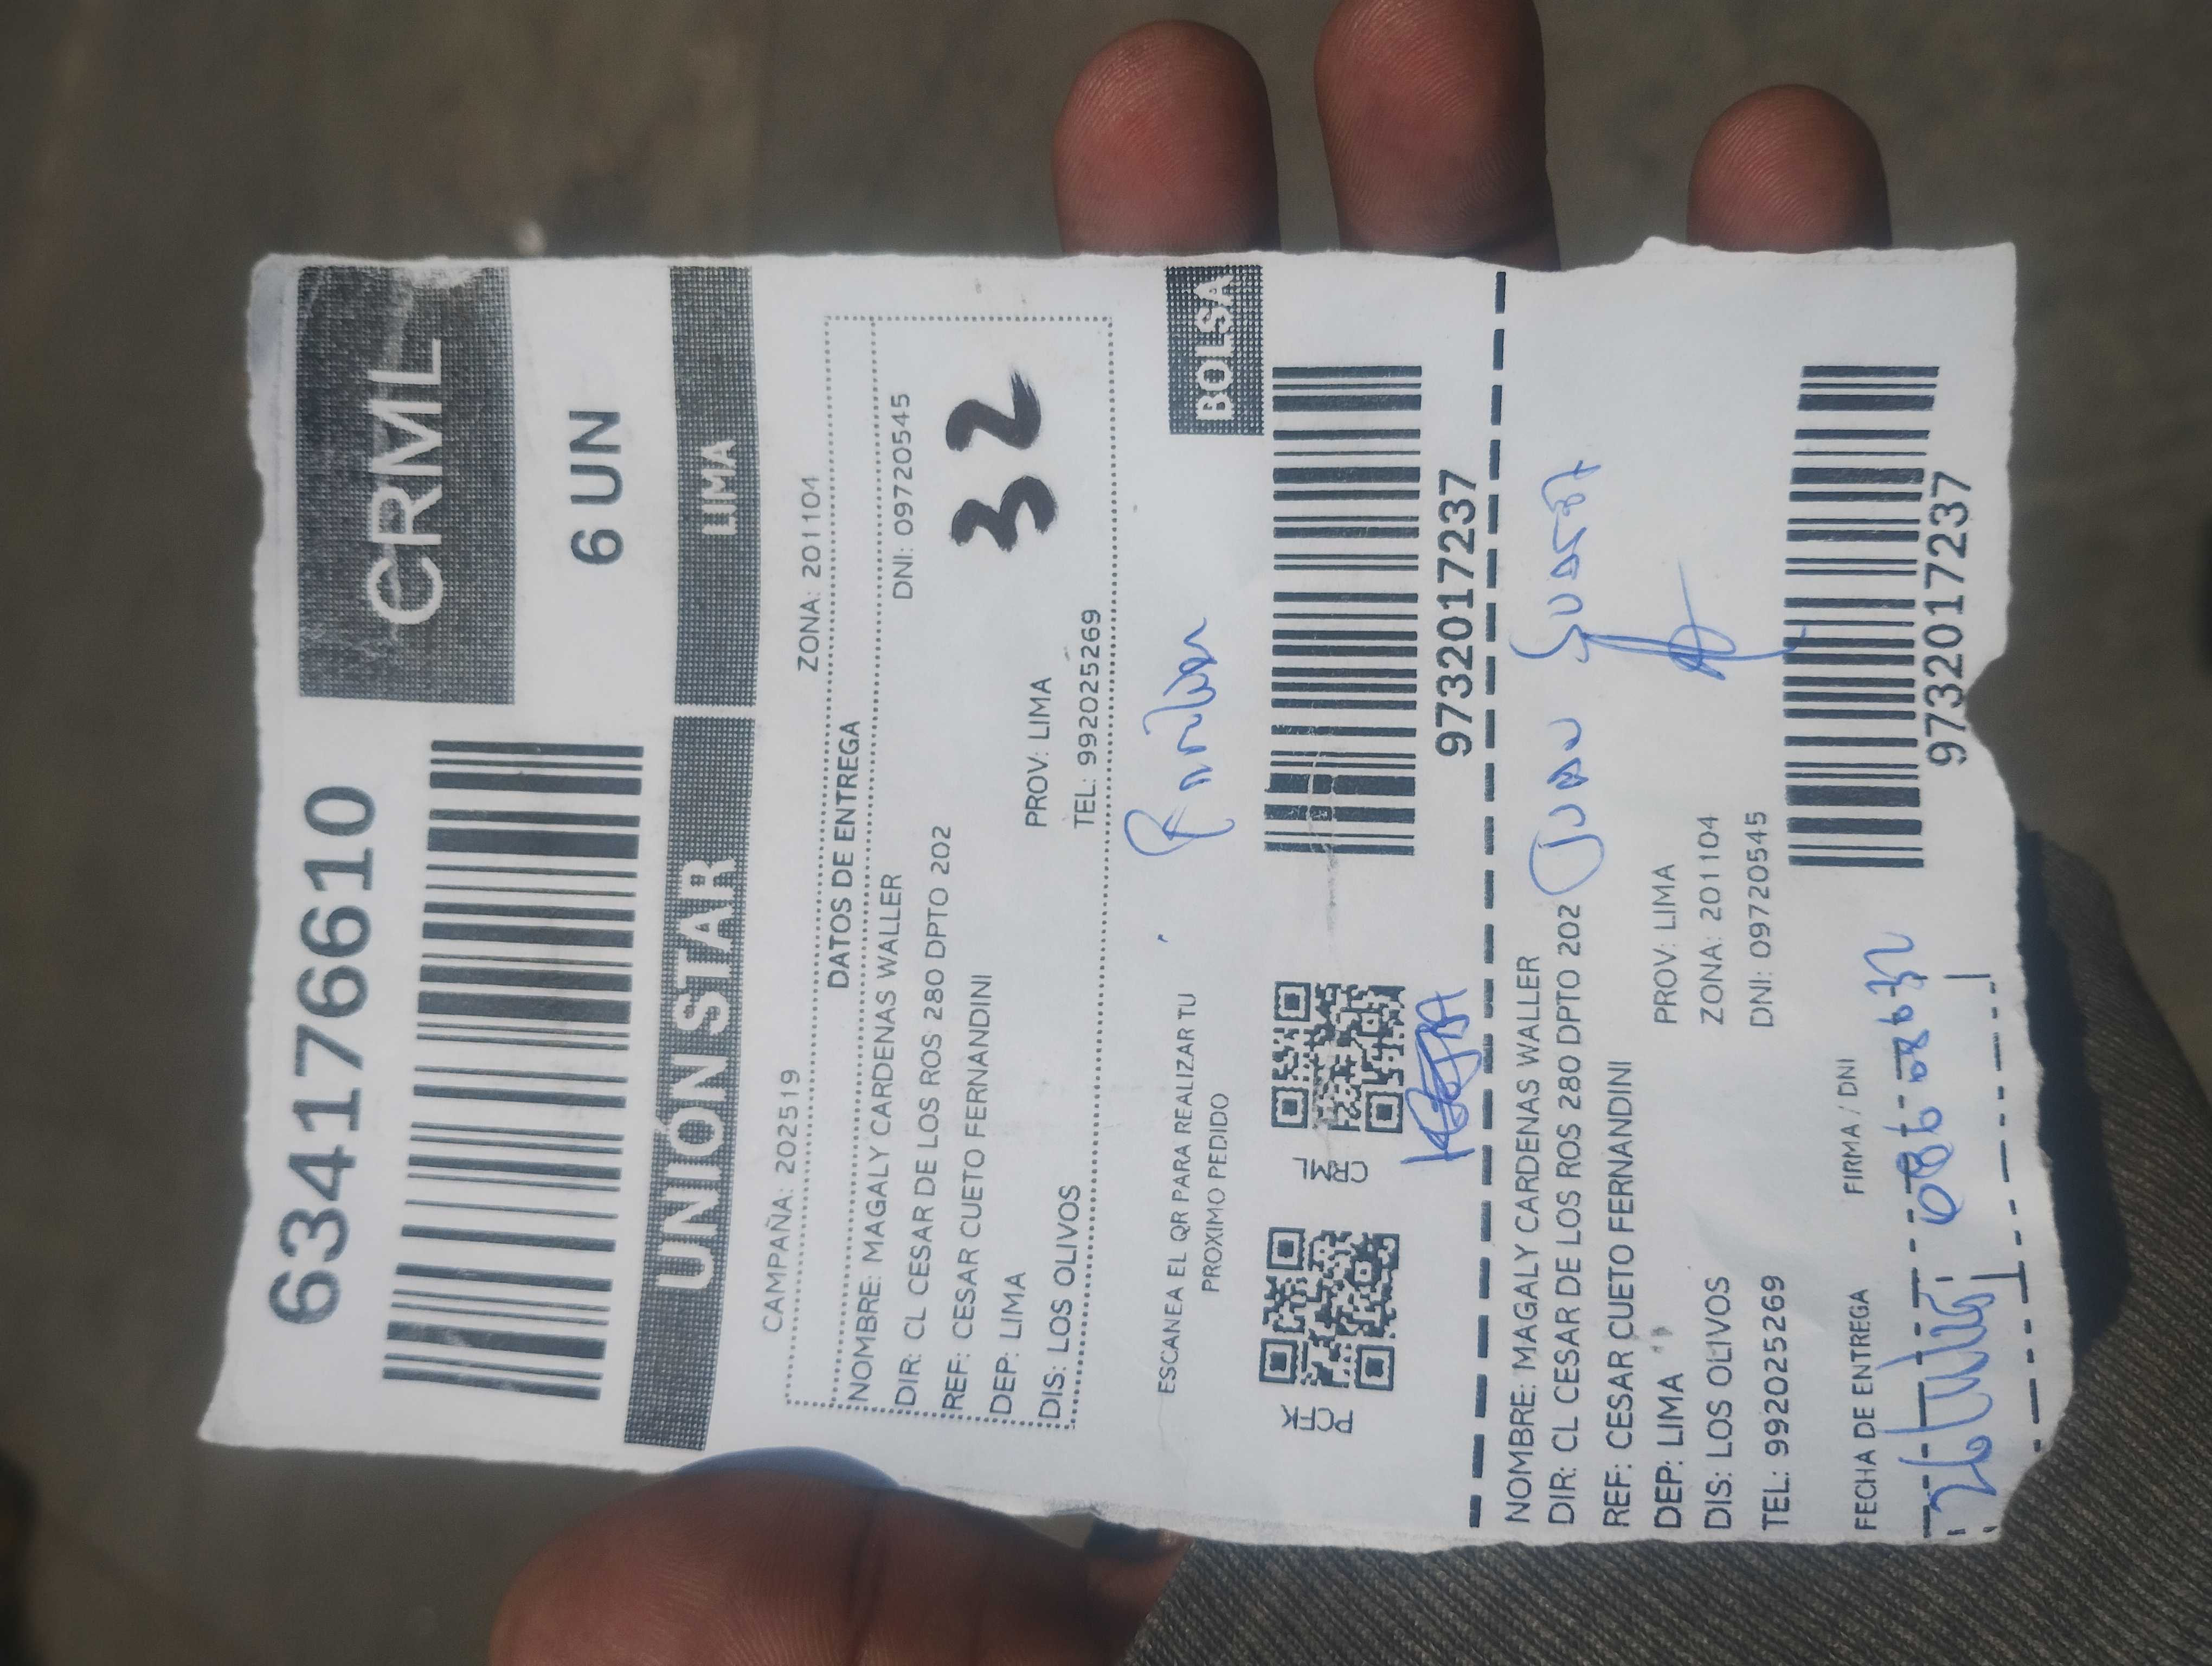 634176610
CRML
6 UN
UNIÓN STAR
LIMA
CAMPAÑA: 202519 ZONA: 201104
DATOS DE ENTREGA
NOMBRE: MAGALY CARDENAS WALLER
DIR: CL CESAR DE LOS ROS 280 DPTO 202 DNI: 09720545
REF: CESAR CUETO FERNANDINI
DEP: LIMA PROV: LIMA
DIS: LOS OLIVOS TEL: 992025269
32
ESCANEA EL QR PARA REALIZAR TU
PROXIMO PEDIDO
BOLSA
9732017237
NOMBRE: MAGALY CARDENAS WALLER
DIR: CL CESAR DE LOS ROS 280 DPTO 202
REF: CESAR CUETO FERNANDINI
DEP: LIMA PROV: LIMA
DIS: LOS OLIVOS ZONA: 201104
TEL: 992025269 DNI: 09720545
FECHA DE ENTREGA FIRMA / DNI
9732017237